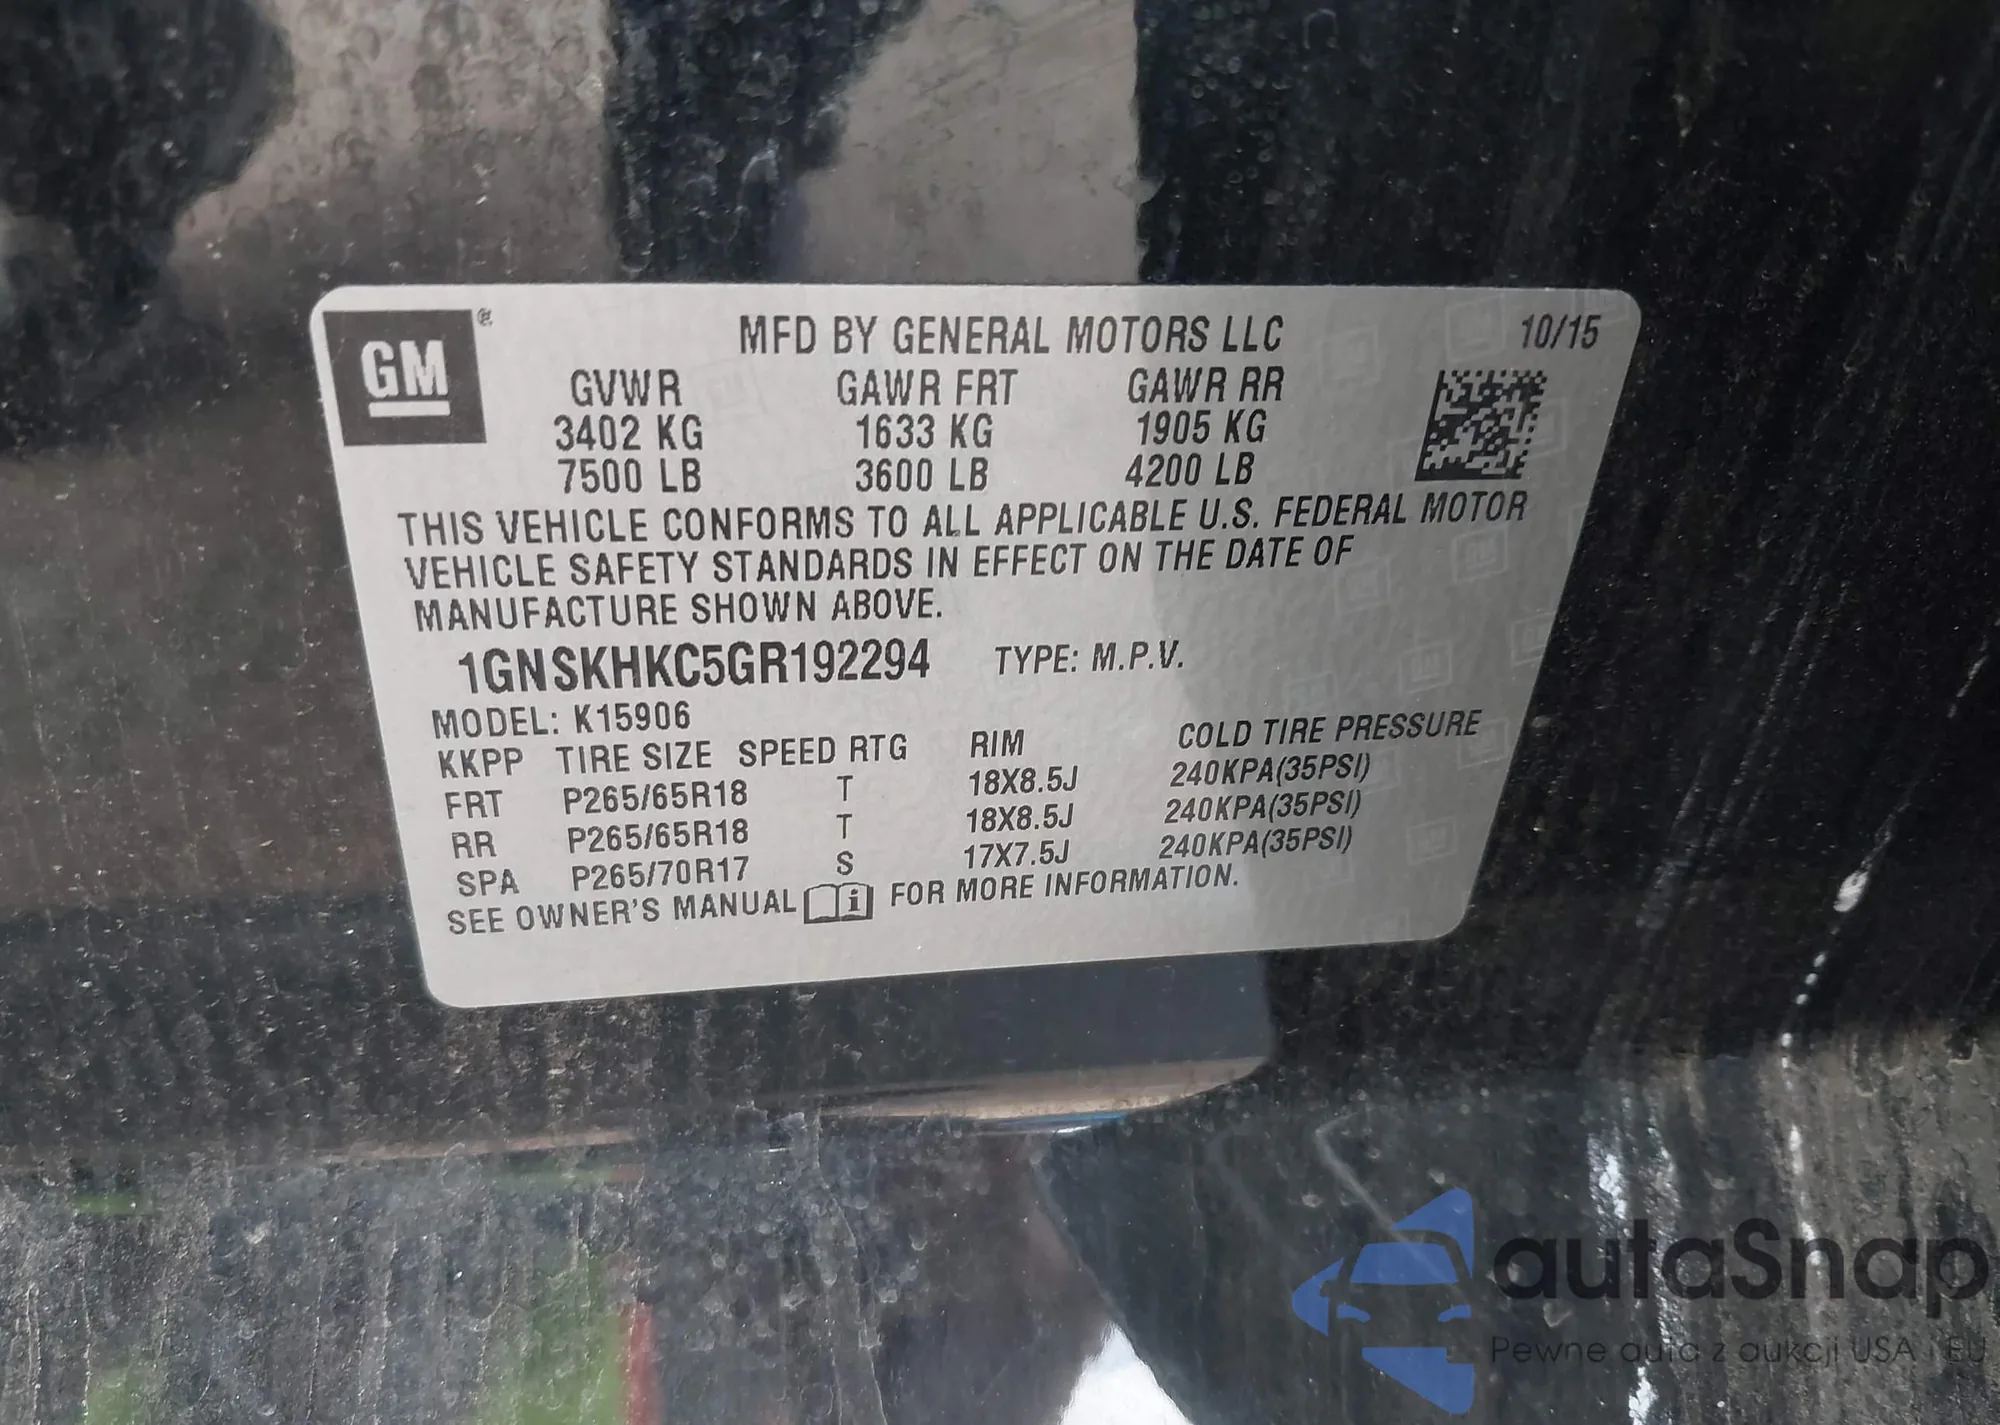 GM
MFD BY GENERAL MOTORS LLC 10/15
GVWR GAWR FRT GAWR RR
3402 KG 1633 KG 1905 KG
7500 LB 3600 LB 4200 LB
THIS VEHICLE CONFORMS TO ALL APPLICABLE U.S. FEDERAL MOTOR
VEHICLE SAFETY STANDARDS IN EFFECT ON THE DATE OF
MANUFACTURE SHOWN ABOVE.
1GNSKHKC5GR192294 TYPE: M.P.V.
MODEL: K15906
KKPP TIRE SIZE SPEED RTG RIM COLD TIRE PRESSURE
FRT P265/65R18 T 18X8.5J 240KPA(35PSI)
RR P265/65R18 T 18X8.5J 240KPA(35PSI)
SPA P265/70R17 S 17X7.5J 240KPA(35PSI)
SEE OWNER'S MANUAL FOR MORE INFORMATION.
autaSnap
Pewne auta z aukcji USA i EU